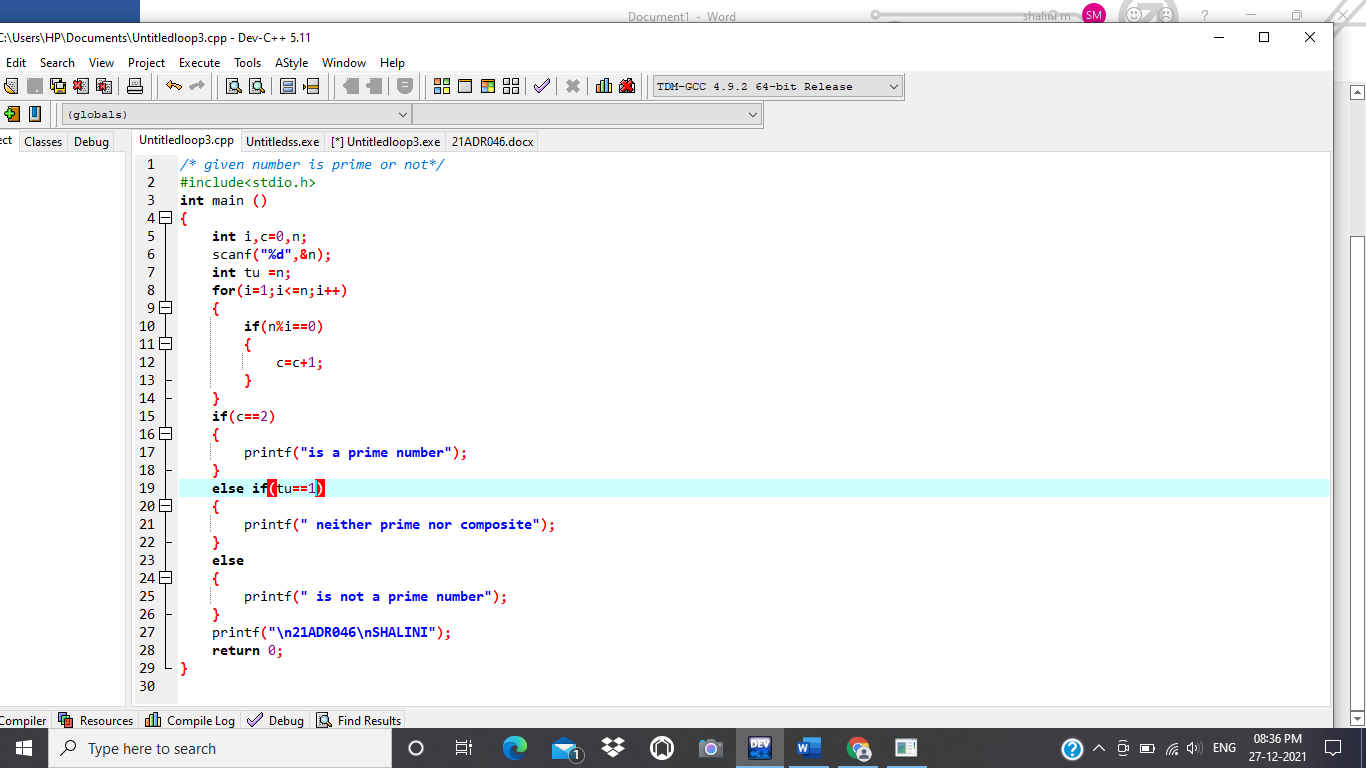 Document1 - Word
shalini m
SM
?
C:\Users\HP\Documents\Untitledloop3.cpp - Dev-C++ 5.11
Edit Search View Project Execute Tools AStyle Window Help
TDM-GCC 4.9.2 64-bit Release
(globals)
ect Classes Debug
Untitledloop3.cpp Untitledss.exe [*] Untitledloop3.exe 21ADR046.docx
1 /* given number is prime or not*/
2 #include<stdio.h>
3 int main ()
4 {
5 int i,c=0,n;
6 scanf("%d",&n);
7 int tu =n;
8 for(i=1;i<=n;i++)
9 {
10 if(n%i==0)
11 {
12 c=c+1;
13 }
14 }
15 if(c==2)
16 {
17 printf("is a prime number");
18 }
19 else if(tu==1)
20 {
21 printf(" neither prime nor composite");
22 }
23 else
24 {
25 printf(" is not a prime number");
26 }
27 printf("\n21ADR046\nSHALINI");
28 return 0;
29 }
30
Compiler Resources Compile Log Debug Find Results
Type here to search
1
DEV
W
?
ENG
08:36 PM
27-12-2021